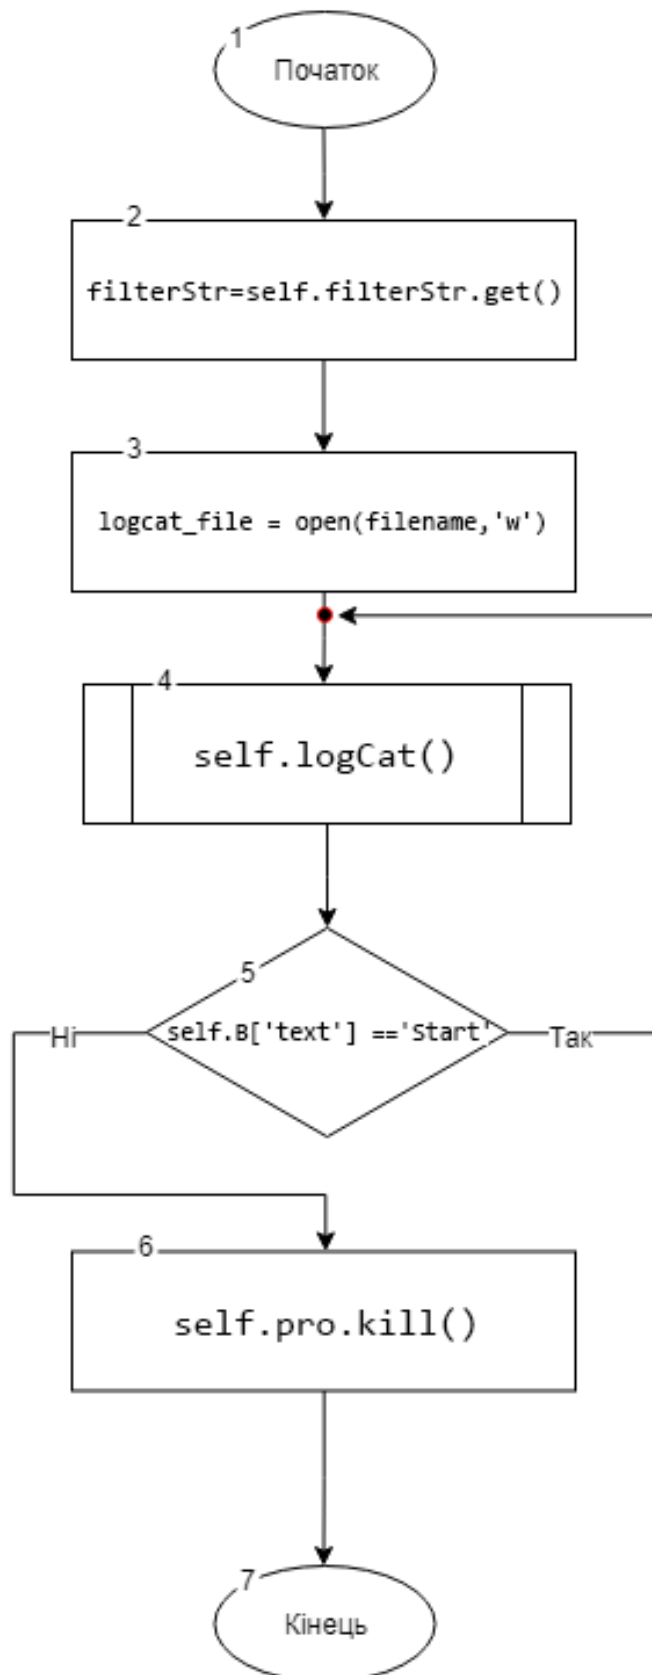 1
Початок
2
filterStr=self.filterStr.get()
3
logcat_file = open(filename,'w')
4
self.logCat()
5
self.B['text'] =='Start'
Ні
Так
6
self.pro.kill()
7
Кінець